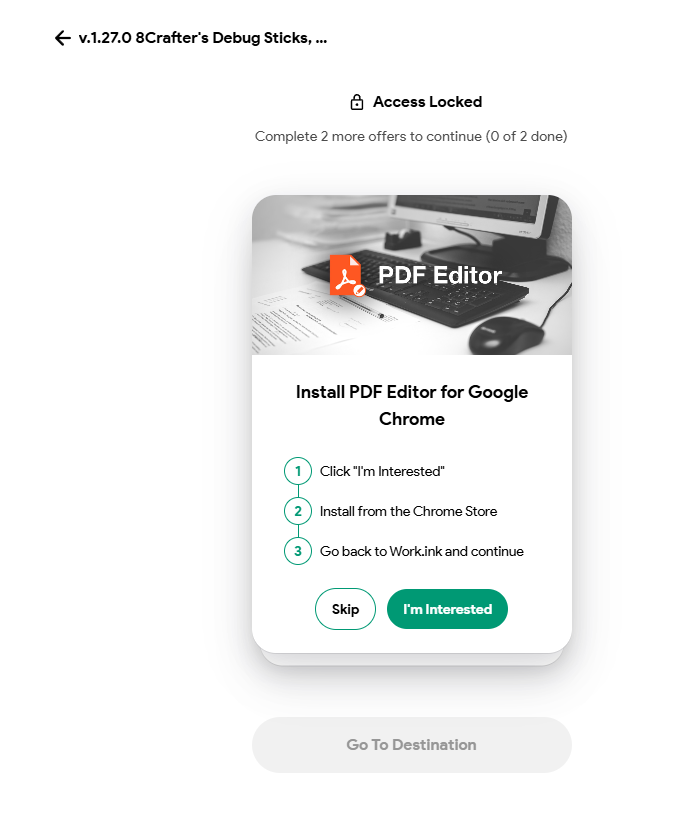 v.1.27.0 8Crafter's Debug Sticks, ...
Access Locked
Complete 2 more offers to continue (0 of 2 done)
PDF Editor
Install PDF Editor for Google
Chrome
1 Click "I'm Interested"
2 Install from the Chrome Store
3 Go back to Work.ink and continue
Skip
I'm Interested
Go To Destination